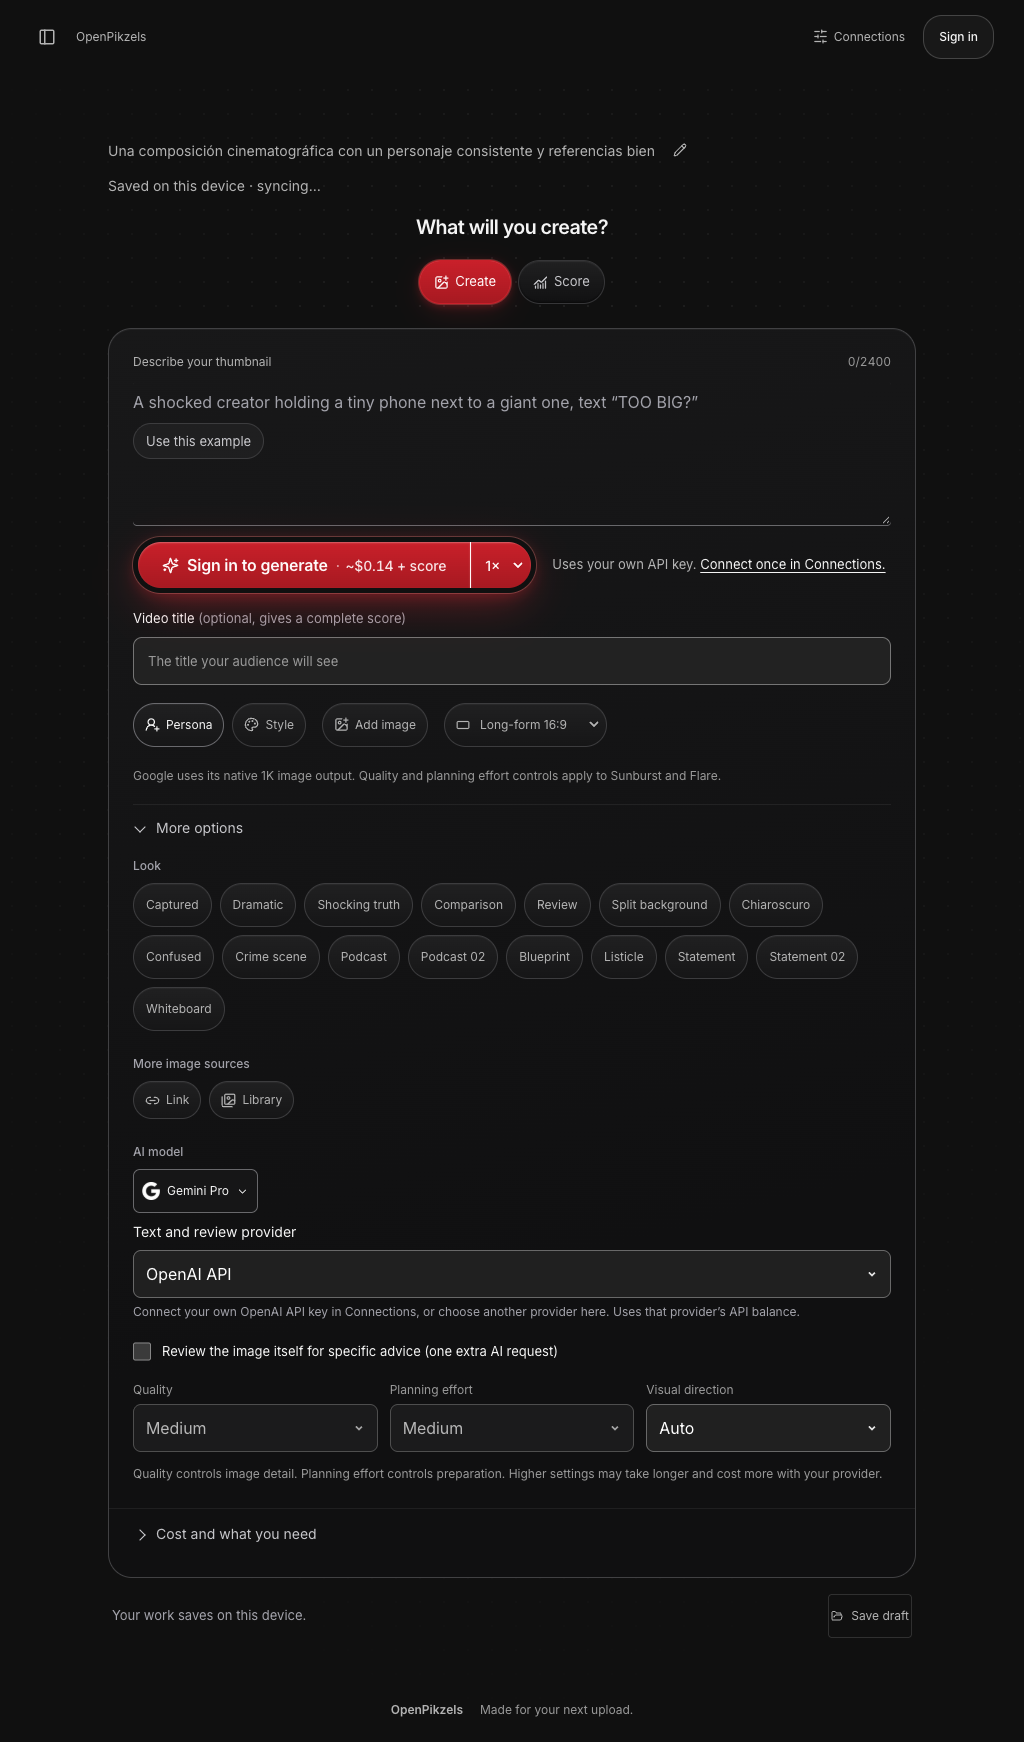 OpenPikzels
Connections
Sign in
Una composición cinematográfica con un personaje consistente y referencias bien
Saved on this device · syncing...
What will you create?
Create
Score
Describe your thumbnail
0/2400
A shocked creator holding a tiny phone next to a giant one, text “TOO BIG?”
Use this example
Sign in to generate · ~$0.14 + score
1×
Uses your own API key. Connect once in Connections.
Video title (optional, gives a complete score)
The title your audience will see
Persona
Style
Add image
Long-form 16:9
Google uses its native 1K image output. Quality and planning effort controls apply to Sunburst and Flare.
More options
Look
Captured
Dramatic
Shocking truth
Comparison
Review
Split background
Chiaroscuro
Confused
Crime scene
Podcast
Podcast 02
Blueprint
Listicle
Statement
Statement 02
Whiteboard
More image sources
Link
Library
AI model
Gemini Pro
Text and review provider
OpenAI API
Connect your own OpenAI API key in Connections, or choose another provider here. Uses that provider’s API balance.
Review the image itself for specific advice (one extra AI request)
Quality
Planning effort
Visual direction
Medium
Medium
Auto
Quality controls image detail. Planning effort controls preparation. Higher settings may take longer and cost more with your provider.
Cost and what you need
Your work saves on this device.
Save draft
OpenPikzels
Made for your next upload.